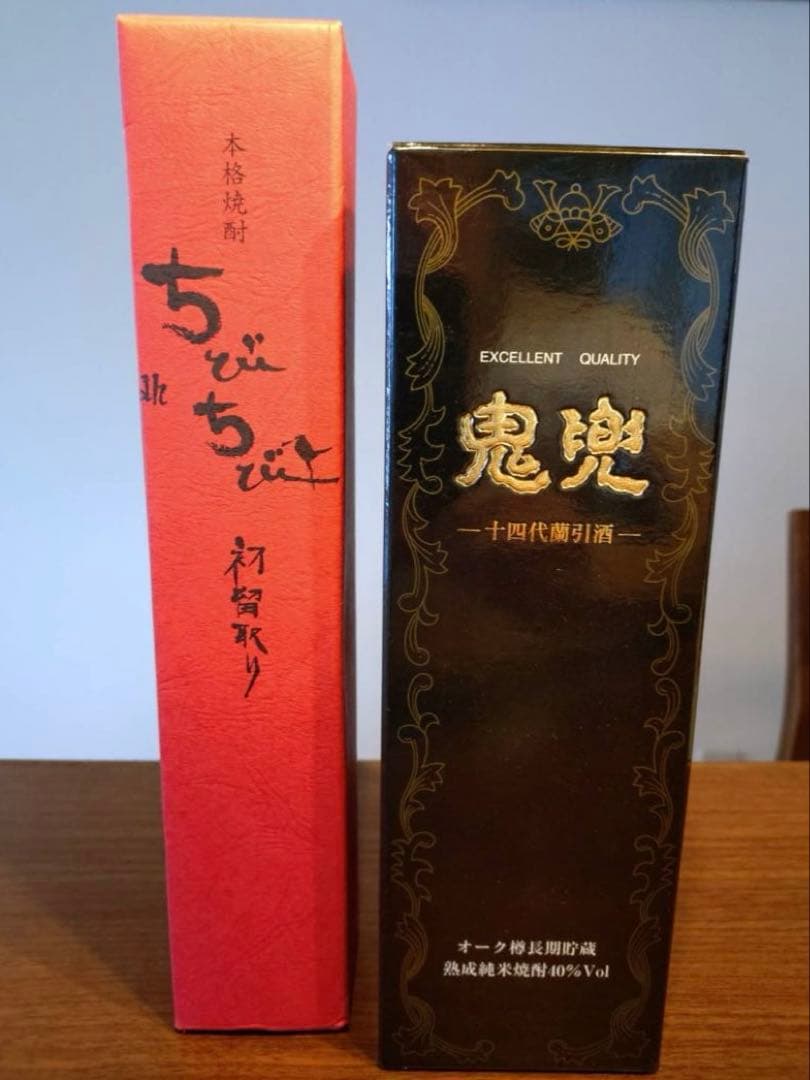 本格焼酎
ちびちびと
初留取り
EXCELLENT QUALITY
鬼兜
—十四代蘭引酒—
オーク樽長期貯蔵
熟成純米焼酎40%Vol